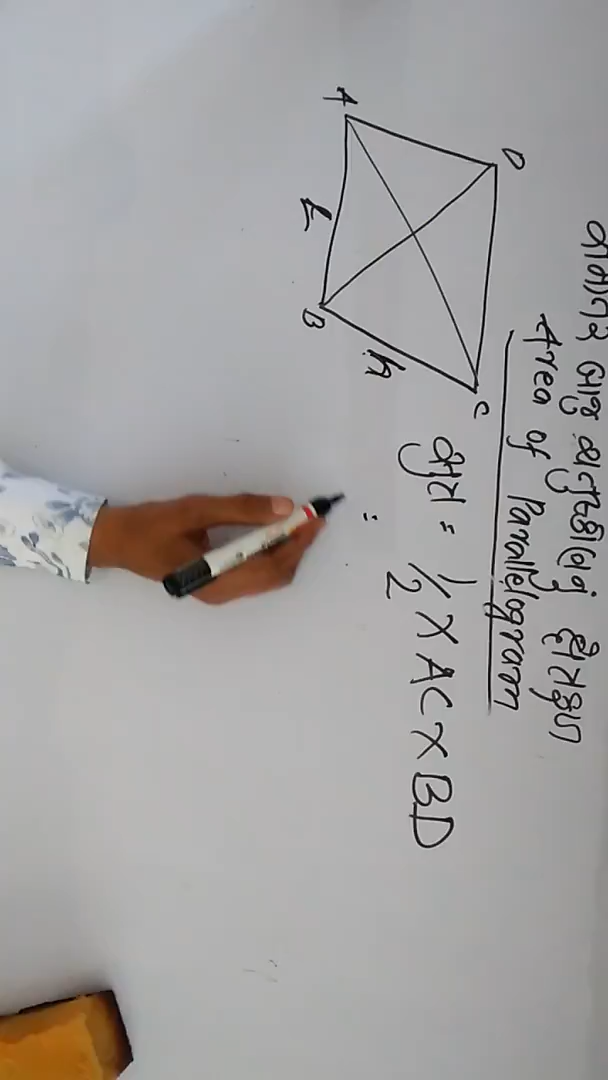 સમાંતર બાજુ ચતુષ્કોણનું ક્ષેત્રફળ
Area of Parallelogram
A
D
L
B
h
C
સુત્ર = 1/2 X AC X BD
=